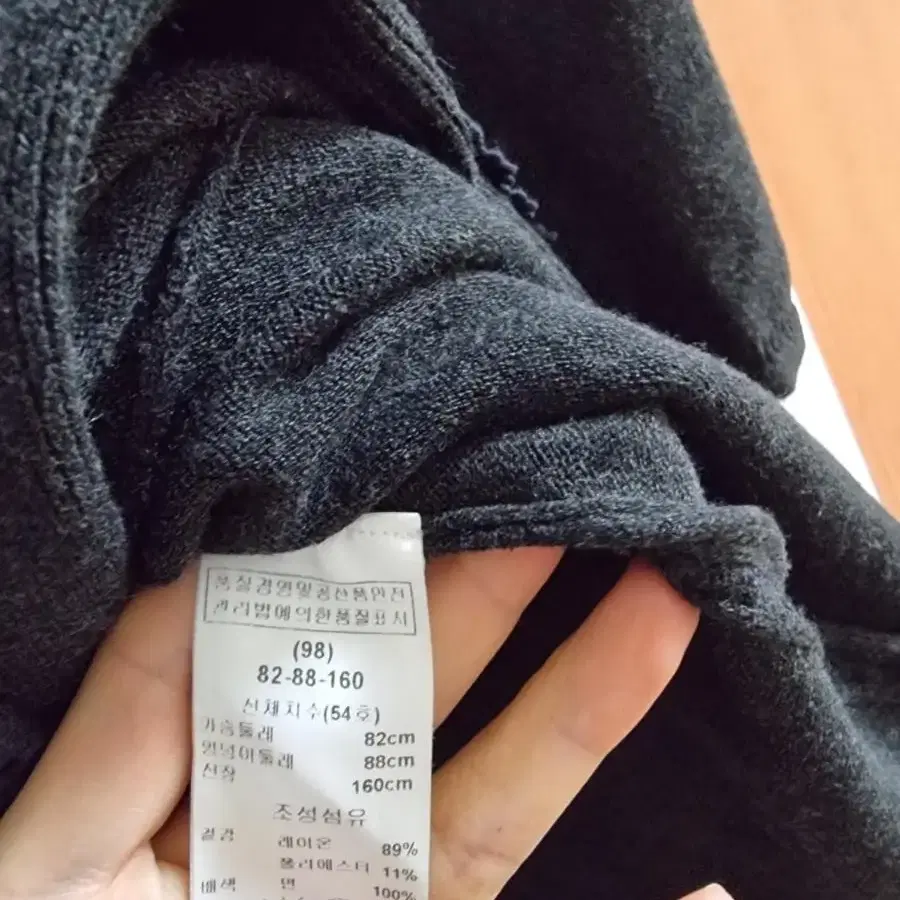 품질경영및공산품안전
관리법에의한품질표시
(98)
82-88-160
신체치수(54호)
가슴둘레 82cm
엉덩이둘레 88cm
신장 160cm
조성섬유
겉감 레이온 89%
폴리에스터 11%
배색 면 100%